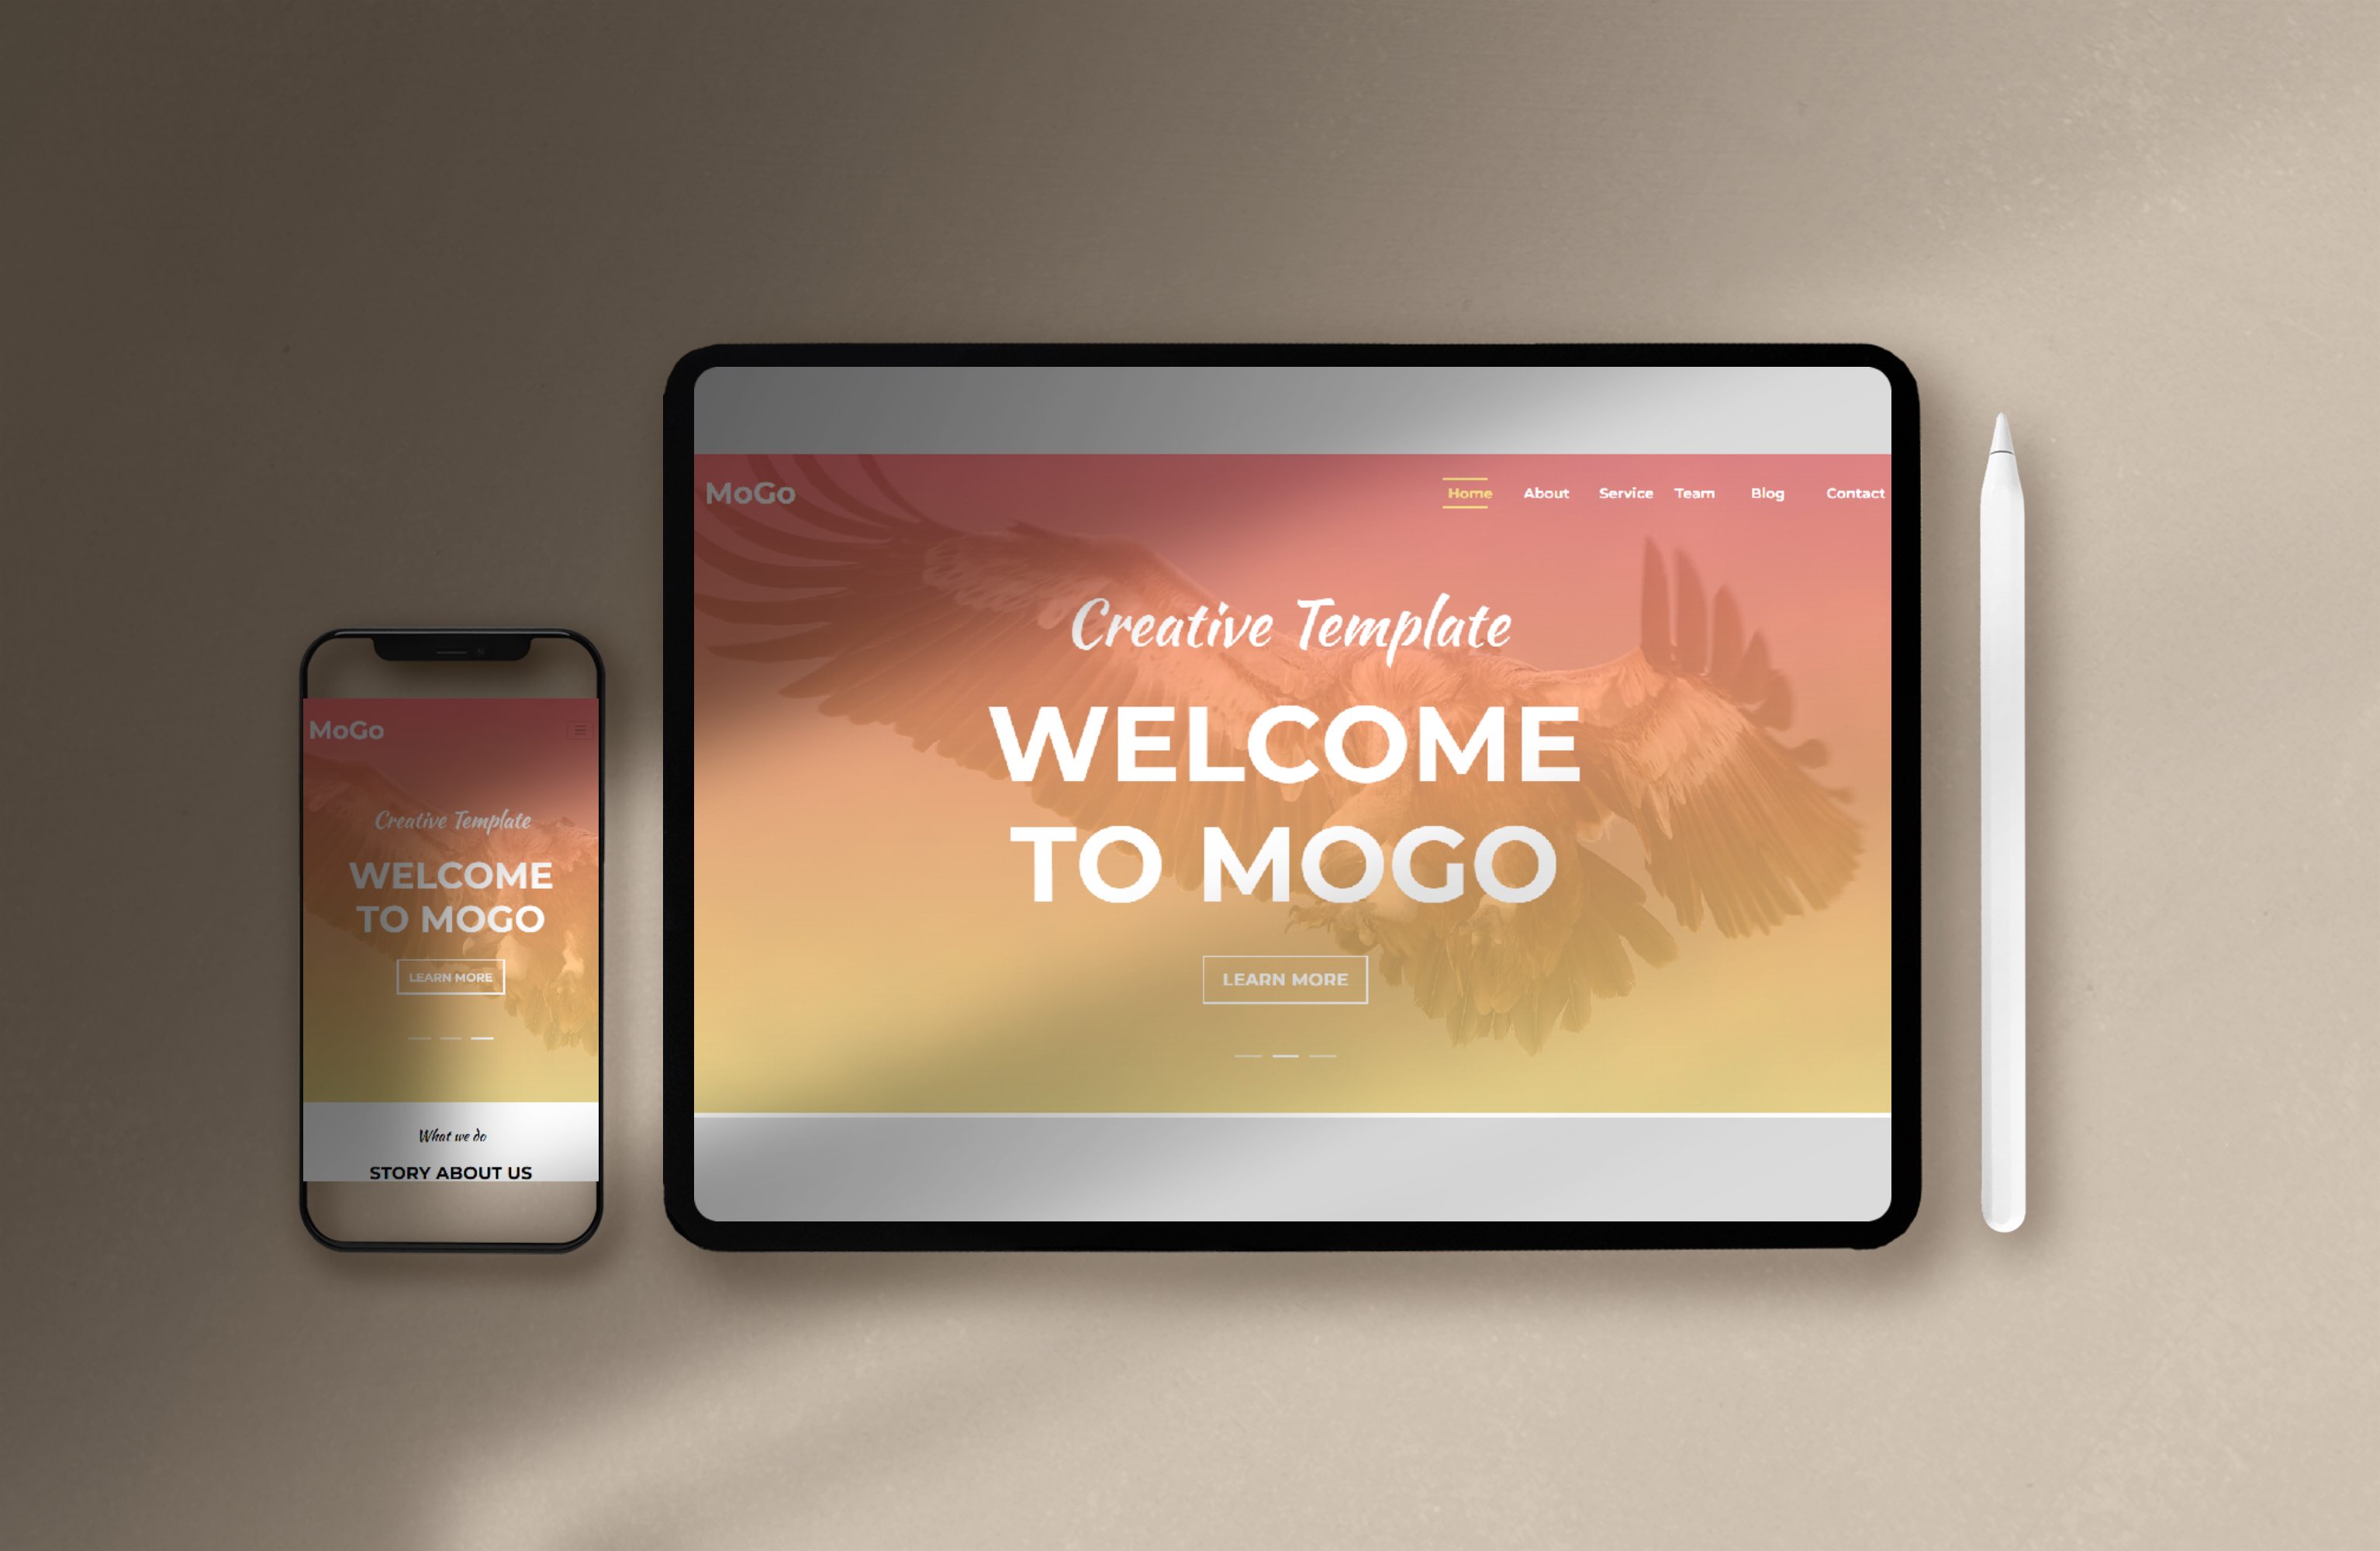 MoGo
Creative Template
WELCOME
TO MOGO
LEARN MORE
What we do
STORY ABOUT US
MoGo
Home About Service Team Blog Contact
Creative Template
WELCOME
TO MOGO
LEARN MORE